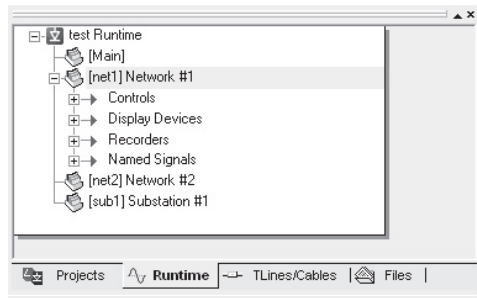 test Runtime
[Main]
[net1] Network #1
Controls
Display Devices
Recorders
Named Signals
[net2] Network #2
[sub1] Substation #1
Projects Runtime TLines/Cables Files